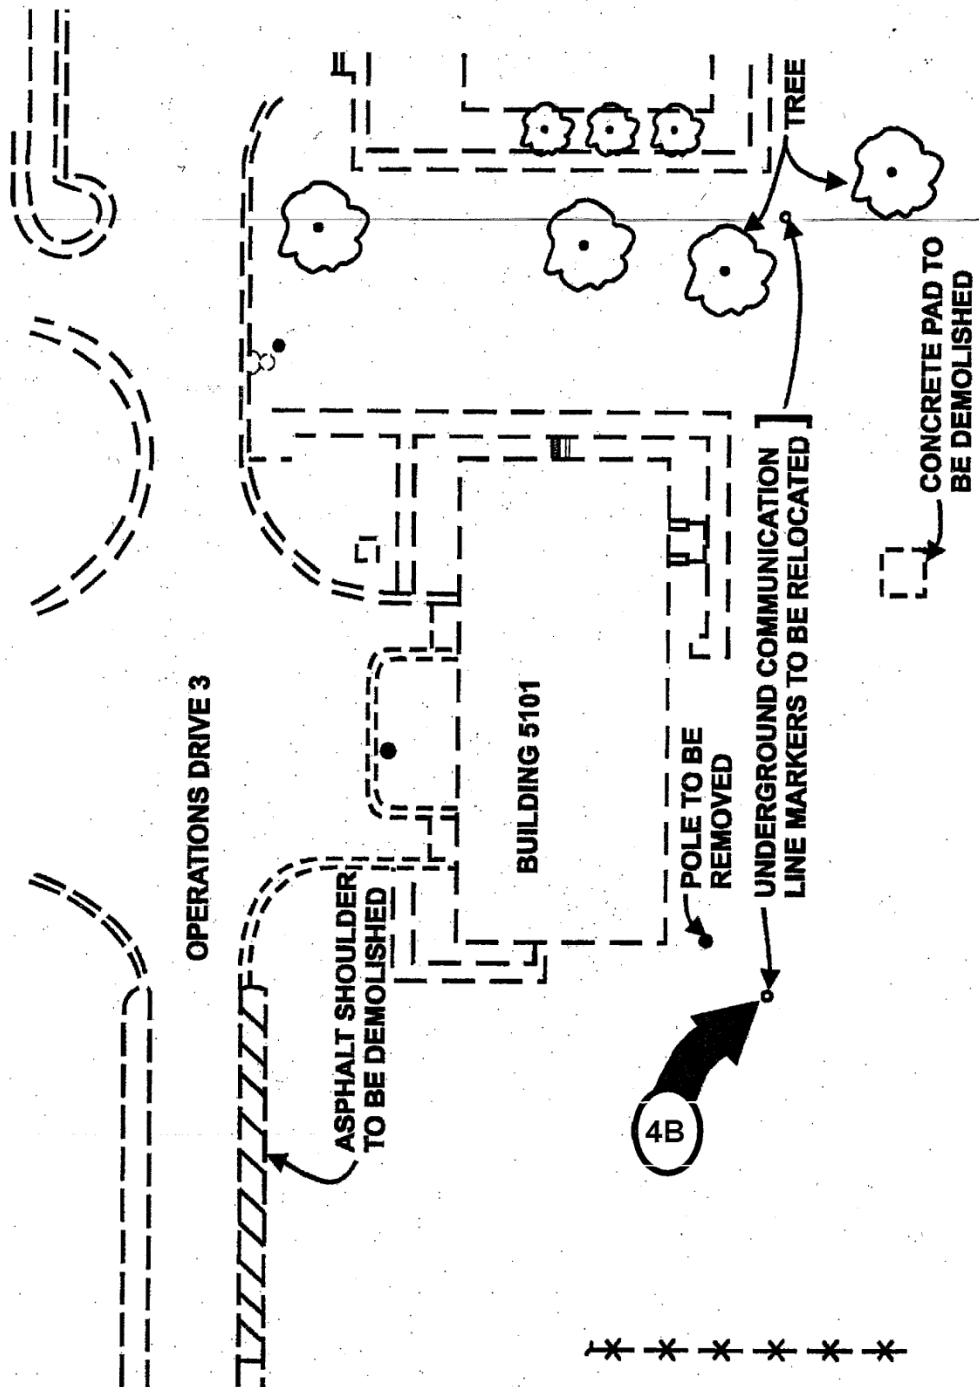 OPERATIONS DRIVE 3
ASPHALT SHOULDER
TO BE DEMOLISHED
BUILDING 5101
POLE TO BE
REMOVED
UNDERGROUND COMMUNICATION
LINE MARKERS TO BE RELOCATED
TREE
CONCRETE PAD TO
BE DEMOLISHED
4B